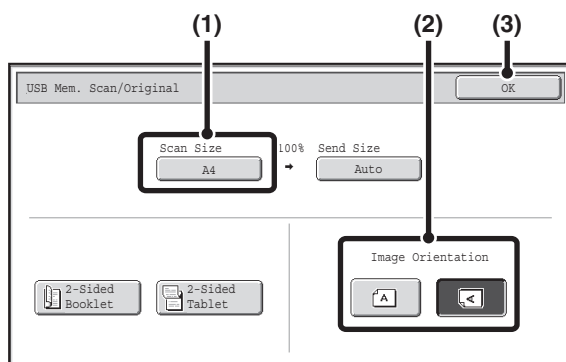 (1) (2) (3)
USB Mem. Scan/Original OK
Scan Size 100% Send Size
A4 Auto
Image Orientation
2-Sided Booklet
2-Sided Tablet
A A